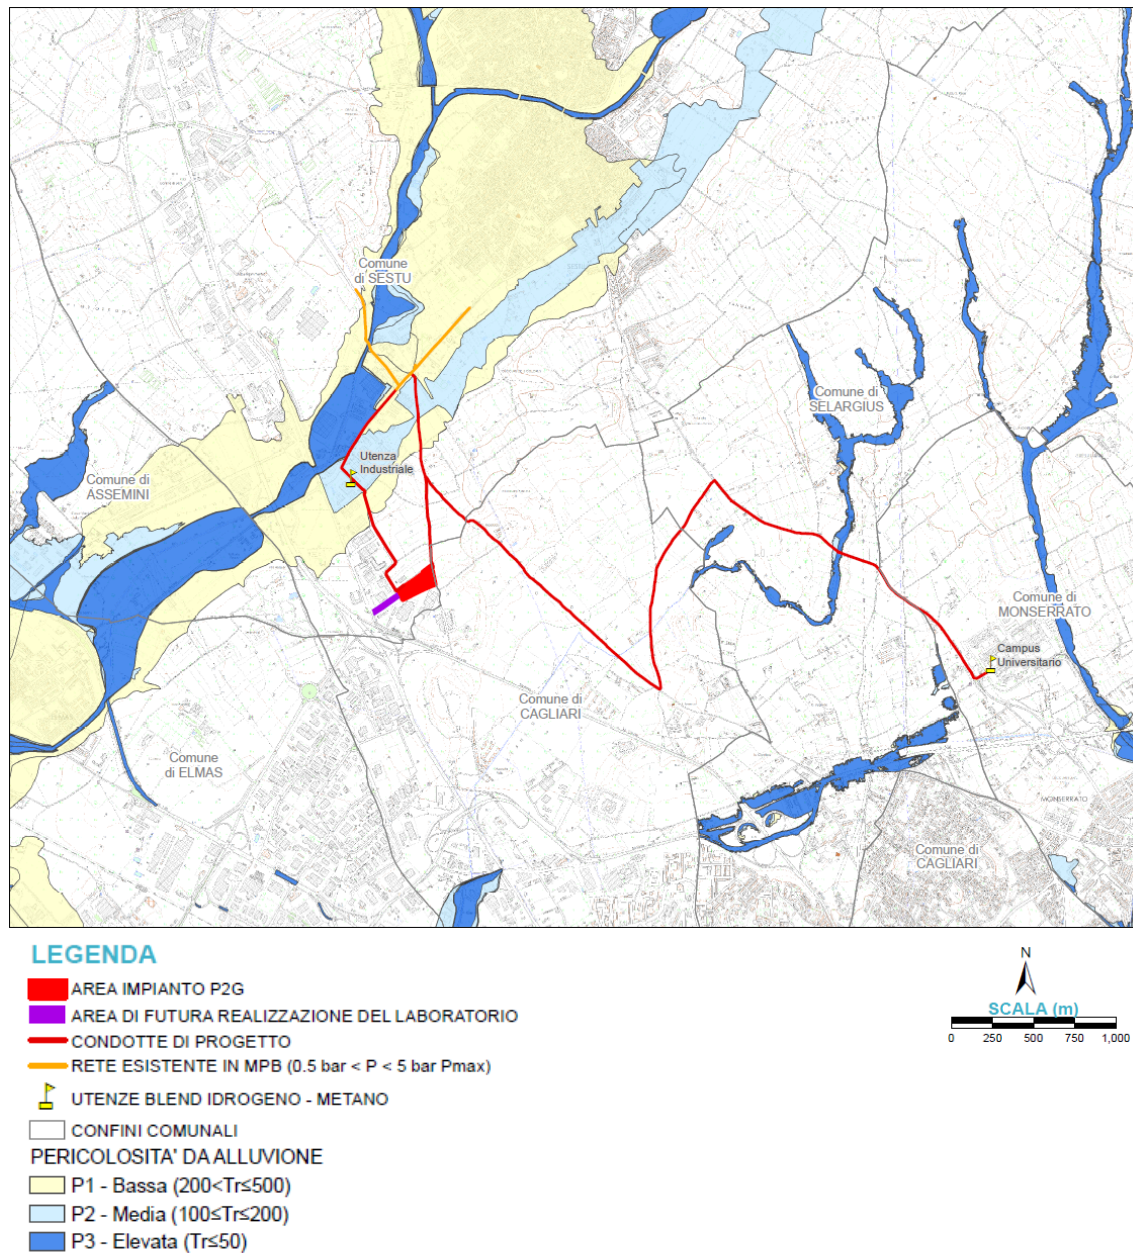 Comune
di SESTU
Comune di
SELARGIUS
Utenza
Industriale
Comune di
ASSEMINI
Comune di
MONSERRATO
Campus
Universitario
Comune di
CAGLIARI
Comune
di ELMAS
MONSERRATO
Comune di
CAGLIARI
LEGENDA
AREA IMPIANTO P2G
AREA DI FUTURA REALIZZAZIONE DEL LABORATORIO
CONDOTTE DI PROGETTO
RETE ESISTENTE IN MPB (0.5 bar < P < 5 bar Pmax)
UTENZE BLEND IDROGENO - METANO
CONFINI COMUNALI
PERICOLOSITA' DA ALLUVIONE
P1 - Bassa (200<Tr≤500)
P2 - Media (100≤Tr≤200)
P3 - Elevata (Tr≤50)
N
SCALA (m)
0 250 500 750 1,000